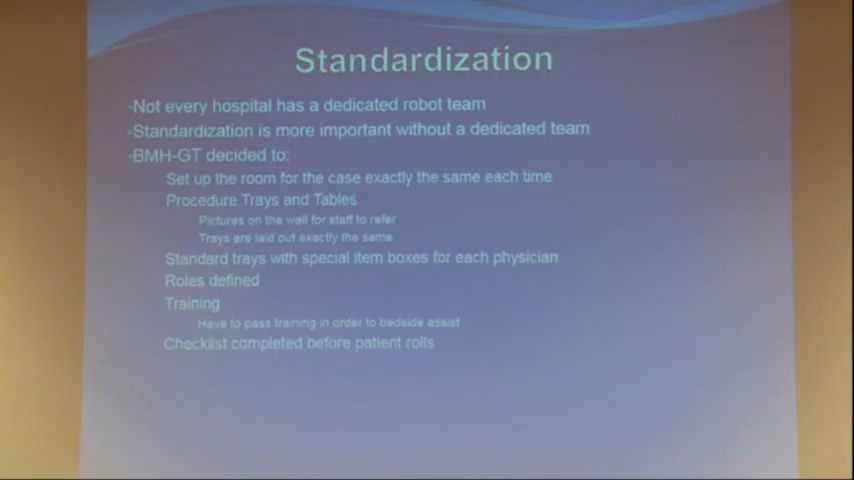 Standardization
•Not every hospital has a dedicated robot team
•Standardization is more important without a dedicated team
•BMH-GT decided to:
Set up the room for the case exactly the same each time
Procedure Trays and Tables
Pictures on the wall for staff to refer
Trays are laid out exactly the same
Standard trays with special item boxes for each physician
Roles defined
Training
Have to pass training in order to bedside assist
Checklist completed before patient rolls